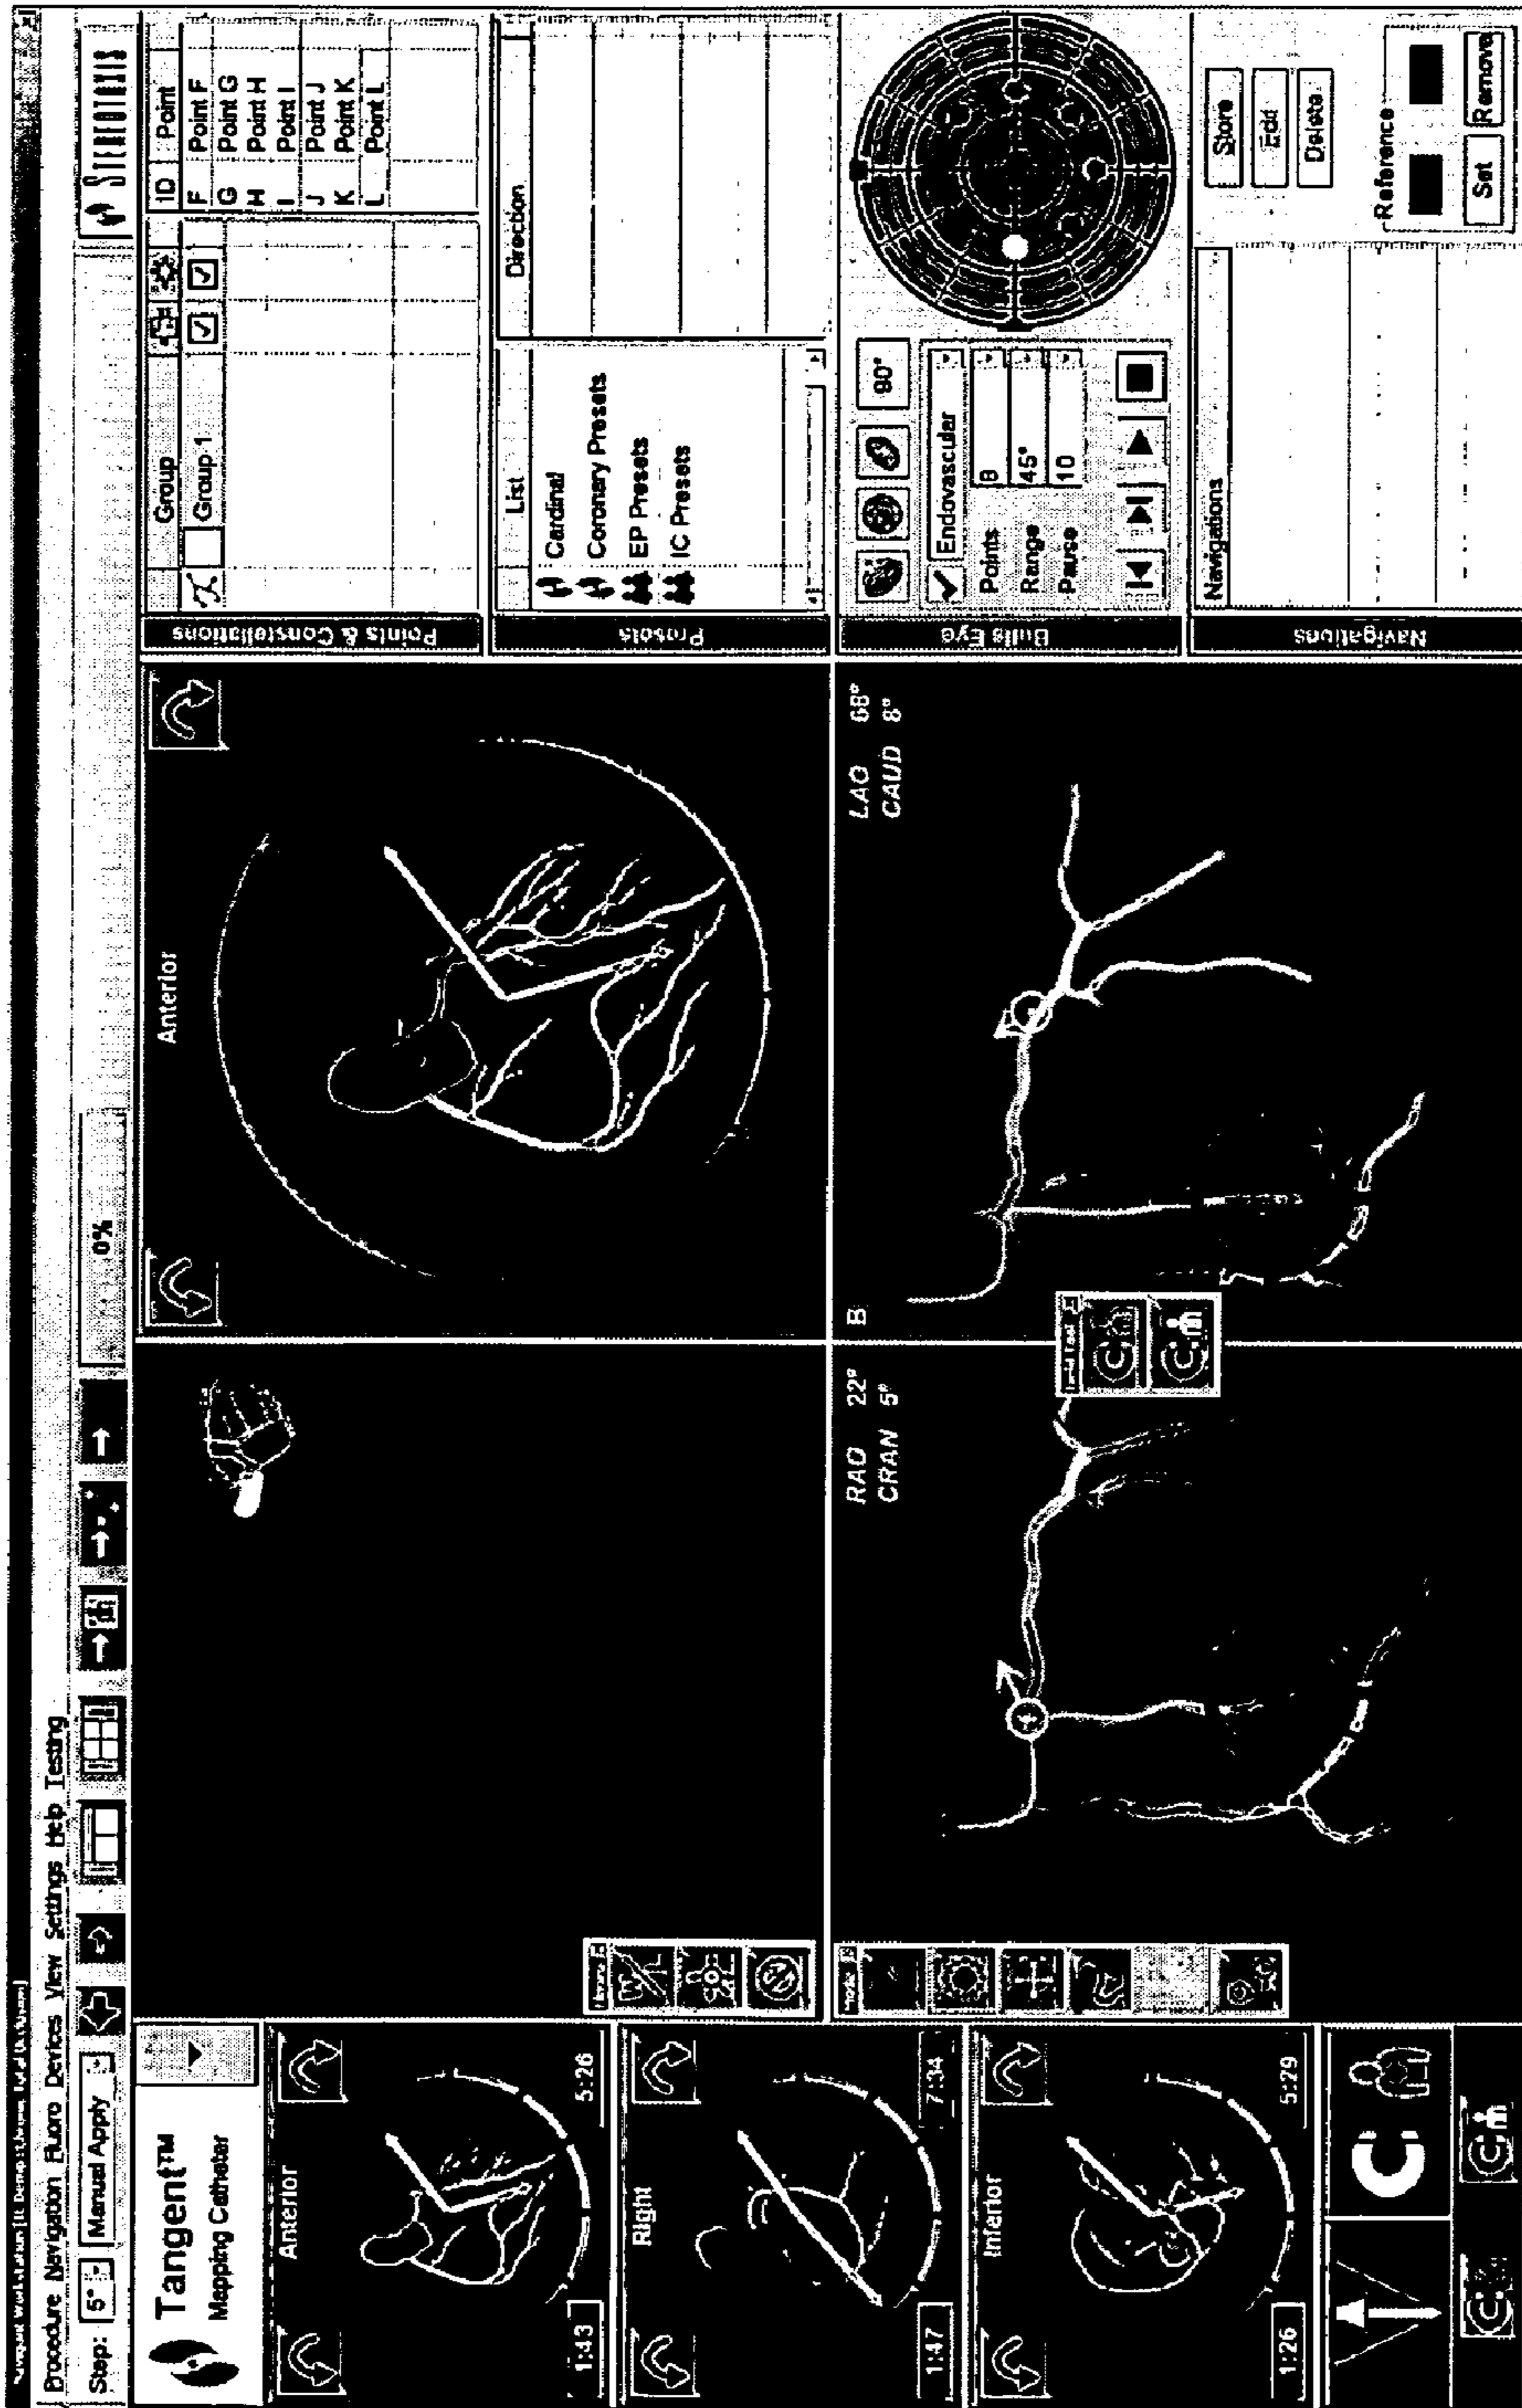 Procedure Navigation Fluoro Devices View Settings Help Testing
Step: 5° Manual Apply
0%
STEREOTAXIS
Tangent™
Mapping Catheter
Anterior
1:43
5:26
Right
1:47
7:34
Inferior
1:26
5:29
Anterior
RAO 22°
CRAN 5°
B
LAO 68°
CAUD 8°
Points & Constellations
Group
Group 1
ID Point
F Point F
G Point G
H Point H
I Point I
J Point J
K Point K
L Point L
Presets
List
Direction
Cardinal
Coronary Presets
EP Presets
IC Presets
Bulls Eye
90°
Endovascular
Points 8
Range 45°
Pause 10
Navigations
Navigations
Store
Edit
Delete
Reference
Set
Remove